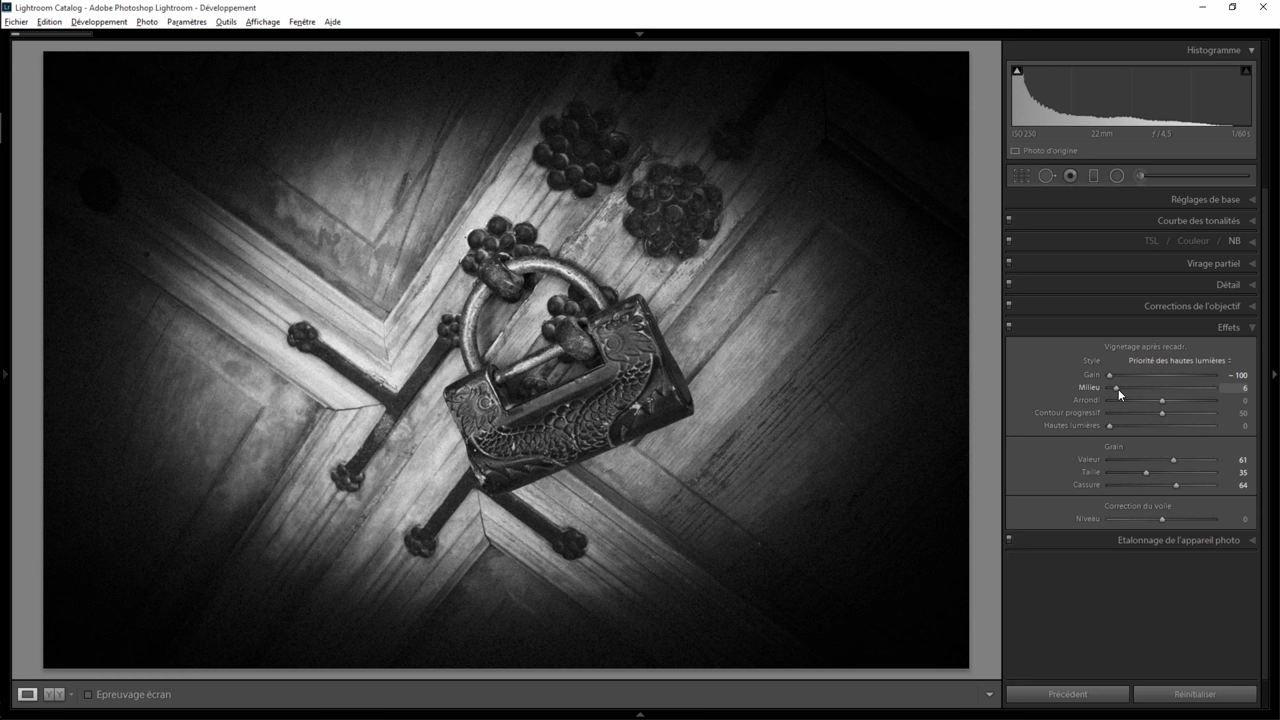 Lightroom Catalog - Adobe Photoshop Lightroom - Développement
Fichier Edition Développement Photo Paramètres Outils Affichage Fenêtre Aide
Histogramme
ISO 250 22 mm ƒ / 4,5 1/60 s
Photo d'origine
Réglages de base
Courbe des tonalités
TSL / Couleur / NB
Virage partiel
Détail
Corrections de l'objectif
Effets
Vignetage après recadr.
Style Priorité des hautes lumières
Gain - 100
Milieu 6
Arrondi 0
Contour progressif 50
Hautes lumières 0
Grain
Valeur 61
Taille 35
Cassure 64
Correction du voile
Niveau 0
Etalonnage de l'appareil photo
Y Y Epreuvage écran
Précédent Réinitialiser